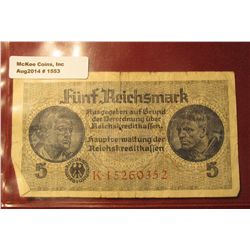 McKee Coins, Inc
Aug2014 # 1553
Fünf Reichsmark
Ausgegeben auf Grund
der Verordnung über
Reichskreditkassen
Hauptverwaltung der
Reichskreditkassen
5
5
K·15260352